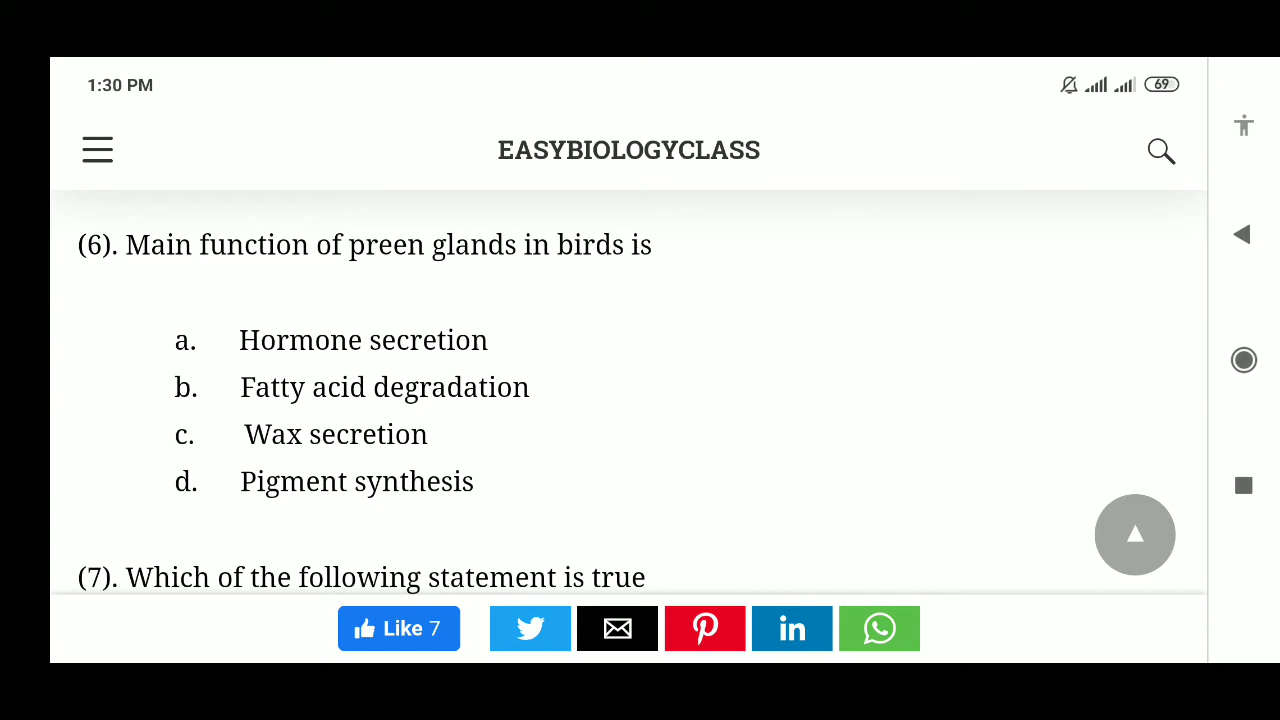 1:30 PM
69
EASYBIOLOGYCLASS
(6). Main function of preen glands in birds is
a. Hormone secretion
b. Fatty acid degradation
c. Wax secretion
d. Pigment synthesis
(7). Which of the following statement is true
Like 7
in